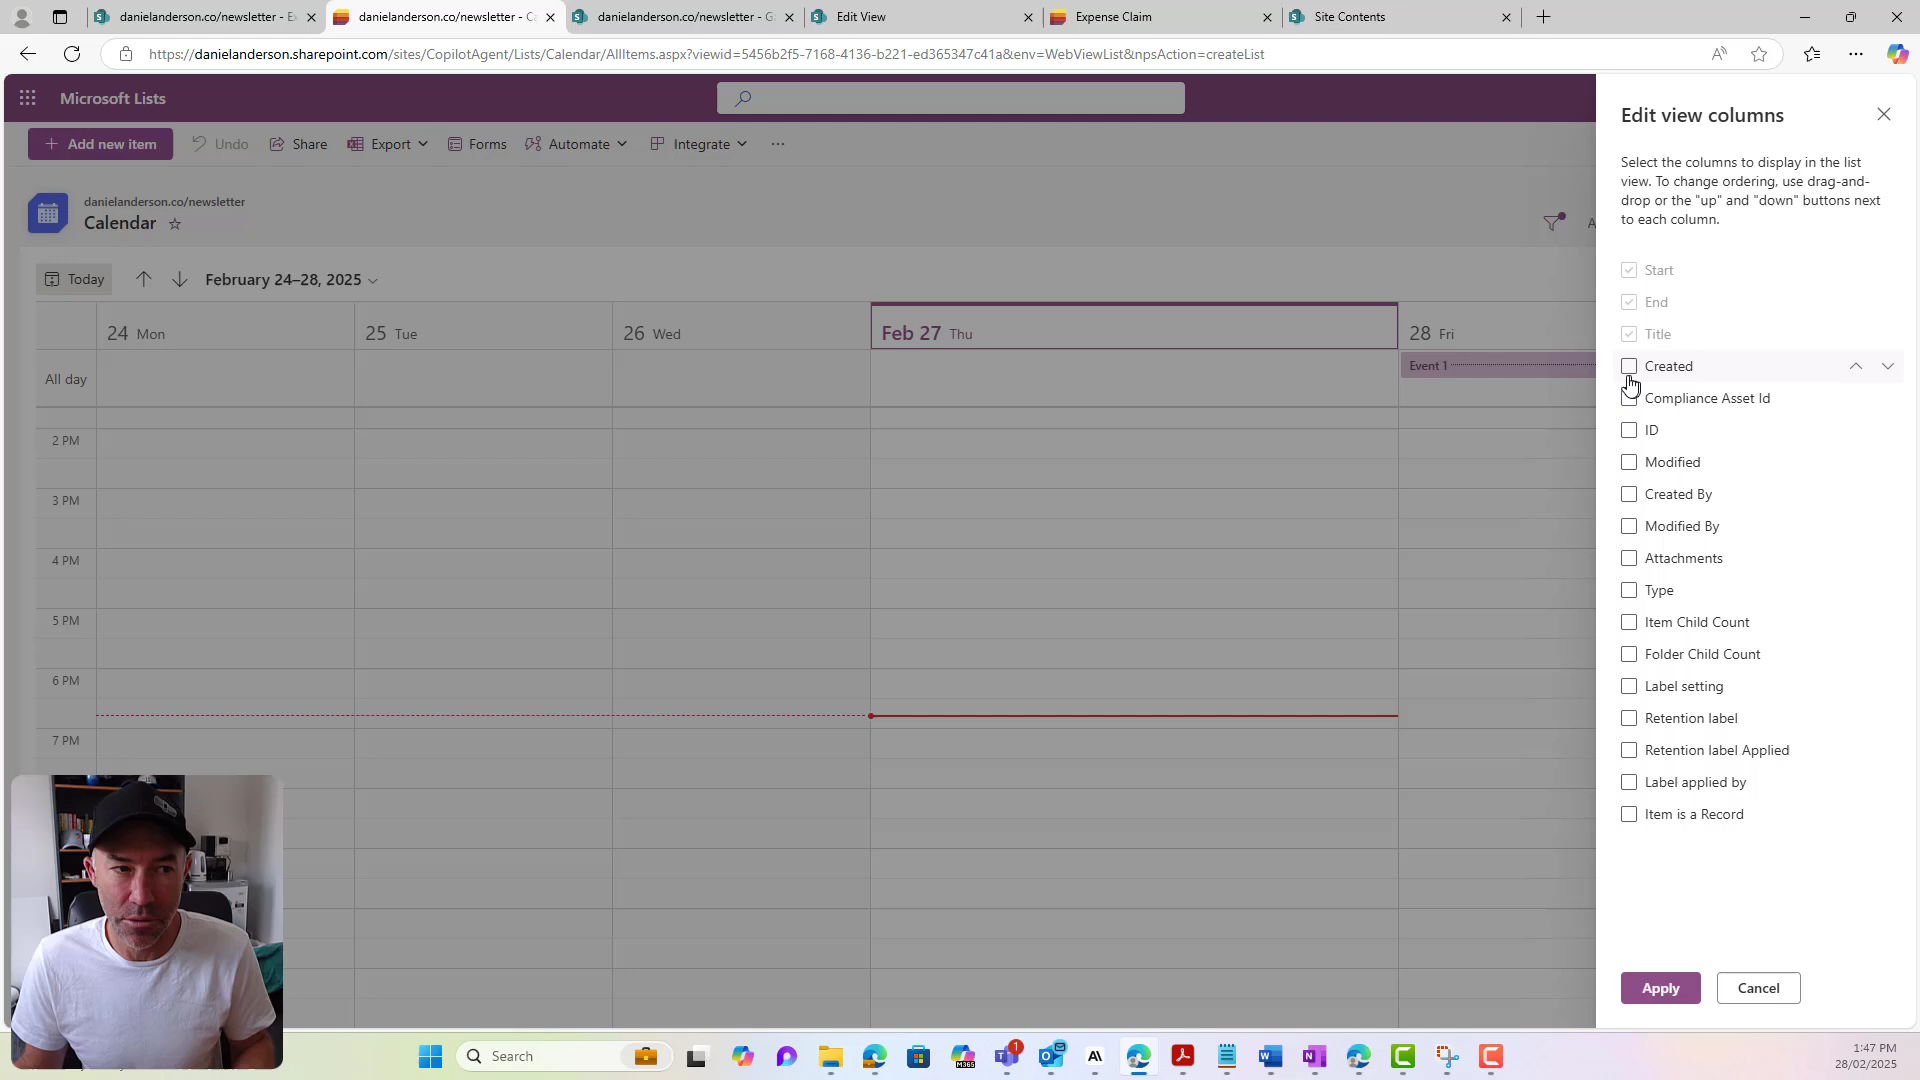 danielanderson.co/newsletter - E
danielanderson.co/newsletter - C
danielanderson.co/newsletter - G
Edit View
Expense Claim
Site Contents
https://danielanderson.sharepoint.com/sites/CopilotAgent/Lists/Calendar/AllItems.aspx?viewid=5456b2f5-7168-4136-b221-ed365347c41a&env=WebViewList&npsAction=createList
Microsoft Lists
Add new item
Undo
Share
Export
Forms
Automate
Integrate
danielanderson.co/newsletter
Calendar
A
Today
February 24–28, 2025
24 Mon
25 Tue
26 Wed
Feb 27 Thu
28 Fri
All day
Event 1
2 PM
3 PM
4 PM
5 PM
6 PM
7 PM
Edit view columns
Select the columns to display in the list
view. To change ordering, use drag-and-
drop or the "up" and "down" buttons next
to each column.
Start
End
Title
Created
Compliance Asset Id
ID
Modified
Created By
Modified By
Attachments
Type
Item Child Count
Folder Child Count
Label setting
Retention label
Retention label Applied
Label applied by
Item is a Record
Apply
Cancel
Search
M365
1
1:47 PM
28/02/2025